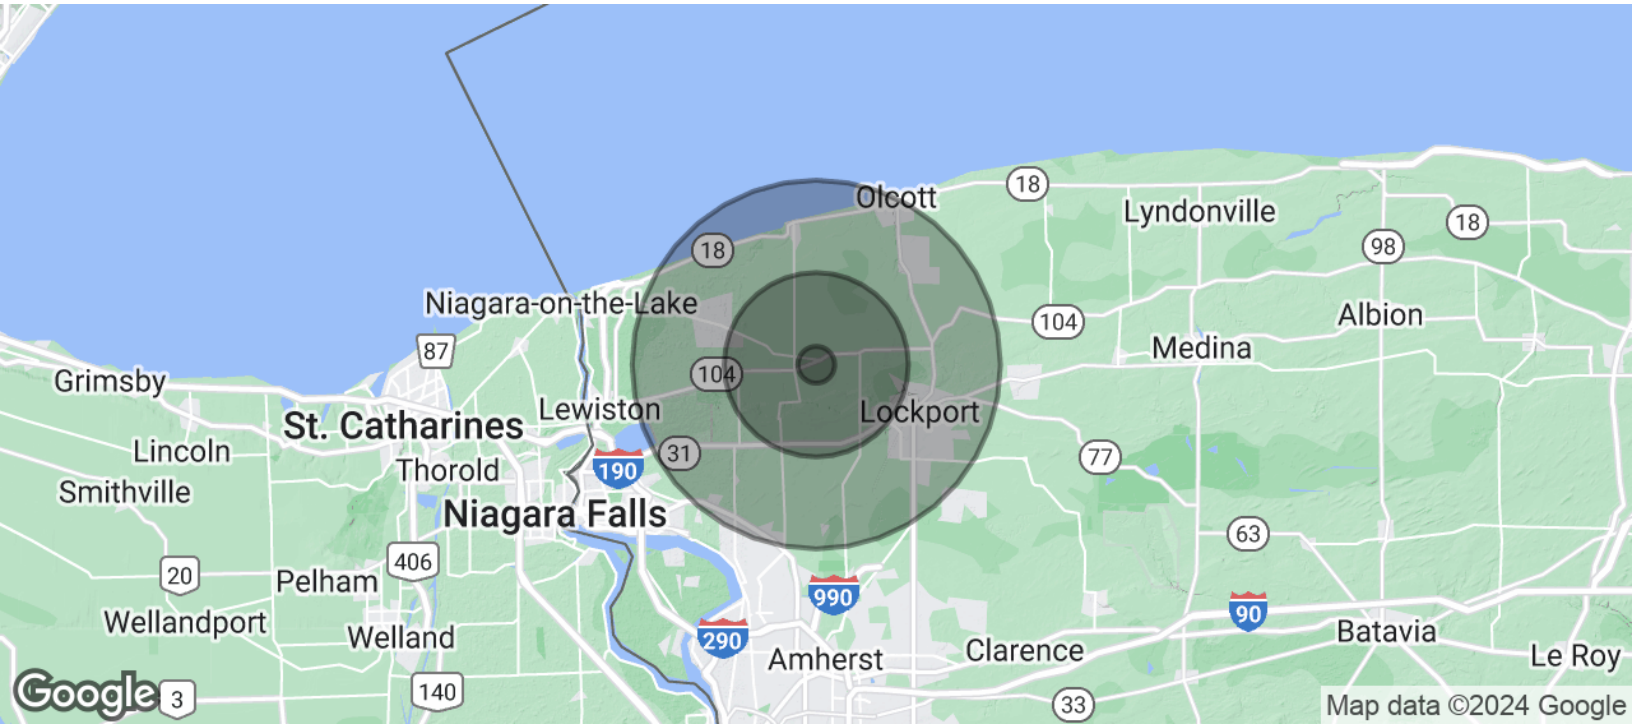 Olcott
18
Lyndonville
18
98
18
Niagara-on-the-Lake
104
Albion
87
Medina
104
Grimsby
Lewiston
Lockport
St. Catharines
Lincoln
31
77
Thorold
190
Smithville
Niagara Falls
63
406
20
Pelham
990
90
Wellandport
Welland
290
Batavia
Clarence
Amherst
Le Roy
Google
3
140
33
Map data ©2024 Google